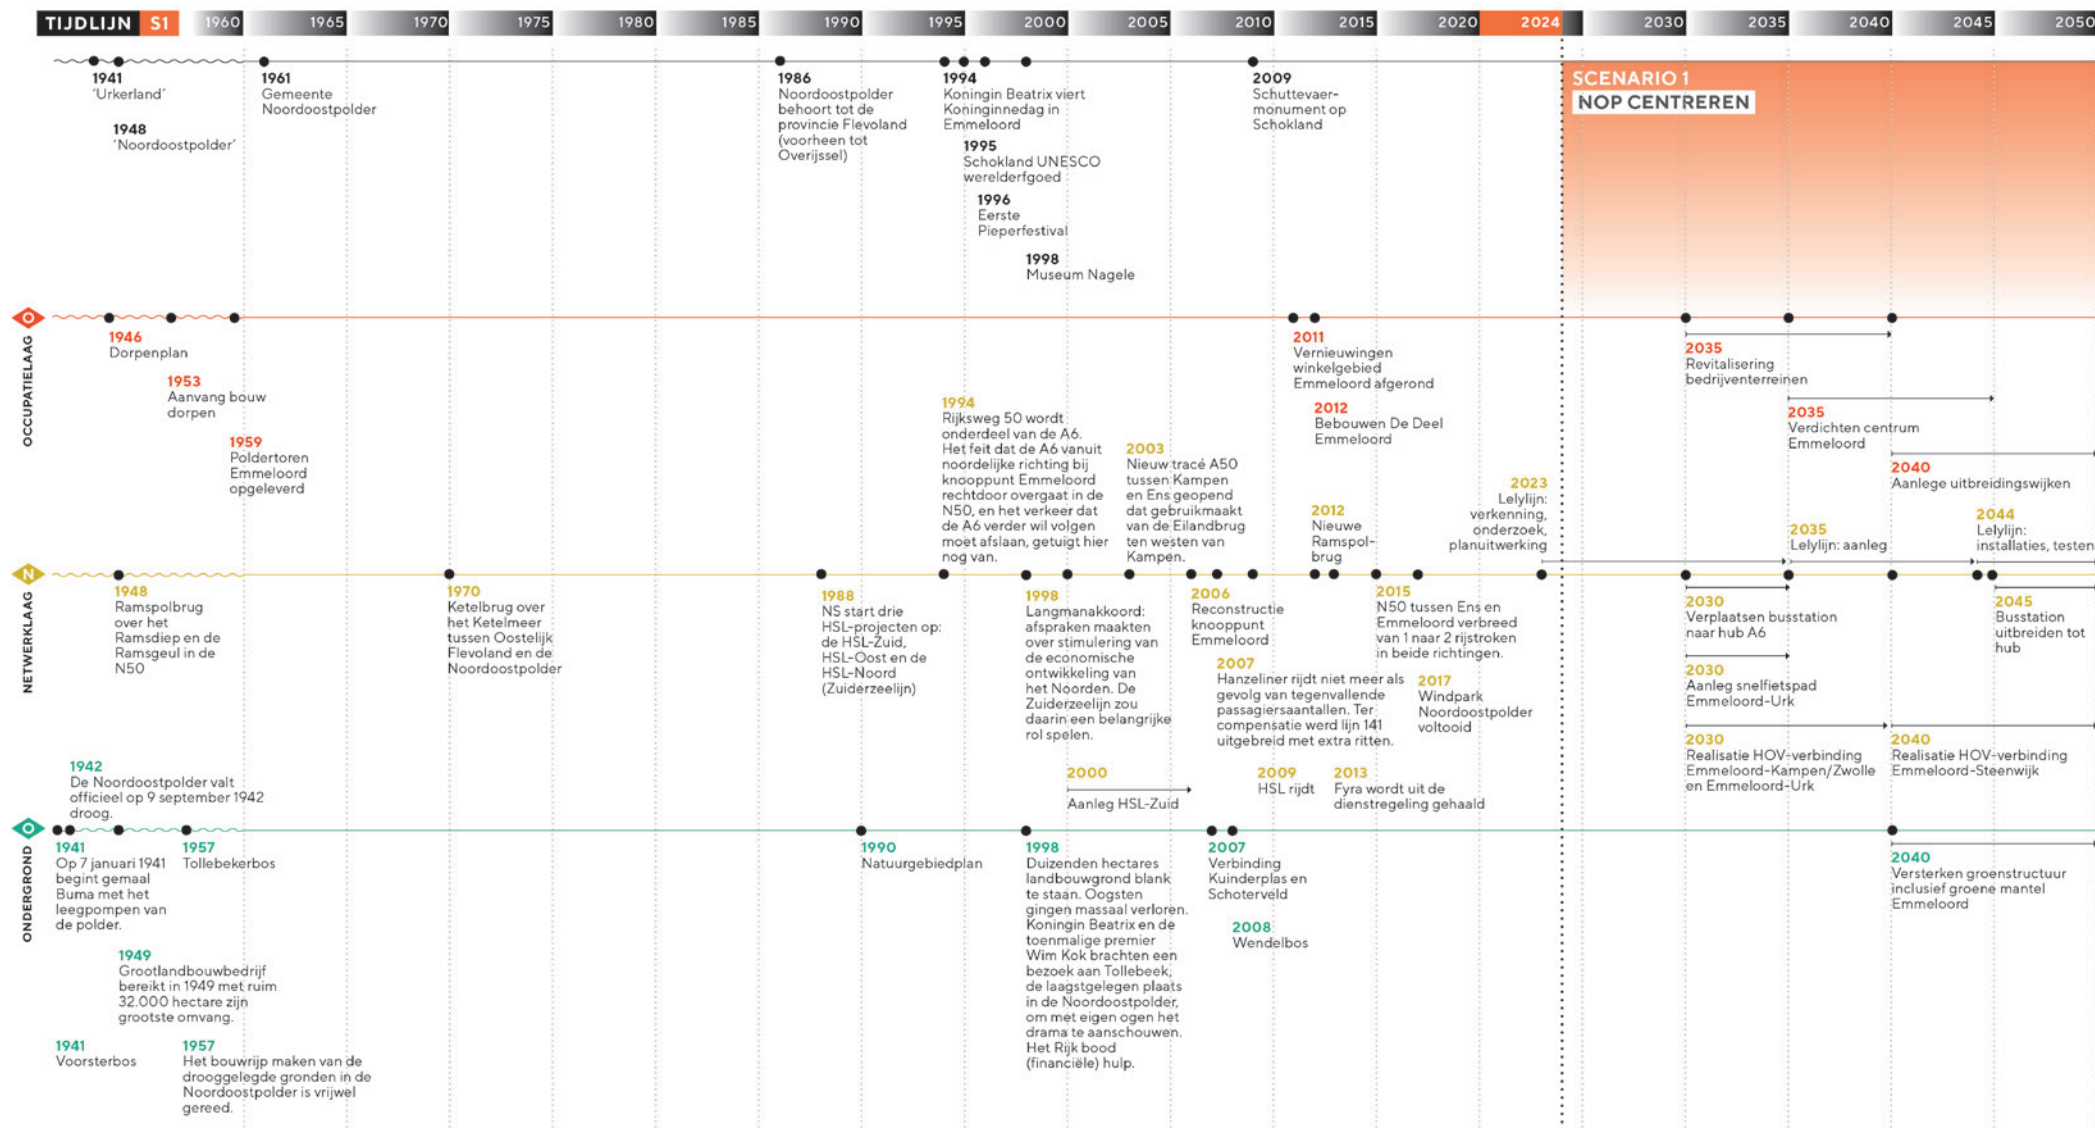 TIJDLIJN S1 1960 1965 1970 1975 1980 1985 1990 1995 2000 2005 2010 2015 2020 2024 2030 2035 2040 2045 2050
1941
'Urkerland'
1948
'Noordoostpolder'
1961
Gemeente
Noordoostpolder
1986
Noordoostpolder
behoort tot de
provincie Flevoland
(voorheen tot
Overijssel)
1994
Koningin Beatrix viert
Koninginnedag in
Emmeloord
1995
Schokland UNESCO
werelderfgoed
1996
Eerste
Pieperfestival
1998
Museum Nagele
2009
Schuttevaer-
monument op
Schokland
SCENARIO 1
NOP CENTREREN
O
OCCUPATIELAAG
1946
Dorpenplan
1953
Aanvang bouw
dorpen
1959
Poldertoren
Emmeloord
opgeleverd
2011
Vernieuwingen
winkelgebied
Emmeloord afgerond
2012
Bebouwen De Deel
Emmeloord
2035
Revitalisering
bedrijventerreinen
2035
Verdichten centrum
Emmeloord
2040
Aanlege uitbreidingswijken
N
NETWERKLAAG
1994
Rijksweg 50 wordt
onderdeel van de A6.
Het feit dat de A6 vanuit
noordelijke richting bij
knooppunt Emmeloord
rechtdoor overgaat in de
N50, en het verkeer dat
de A6 verder wil volgen
moet afslaan, getuigt hier
nog van.
2003
Nieuw tracé A50
tussen Kampen
en Ens geopend
dat gebruikmaakt
van de Eilandbrug
ten westen van
Kampen.
2012
Nieuwe
Ramspol-
brug
2023
Lelylijn:
verkenning,
onderzoek,
planuitwerking
2035
Lelylijn: aanleg
2044
Lelylijn:
installaties, testen
1948
Ramspolbrug
over het
Ramsdiep en de
Ramsgeul in de
N50
1970
Ketelbrug over
het Ketelmeer
tussen Oostelijk
Flevoland en de
Noordoostpolder
1988
NS start drie
HSL-projecten op:
de HSL-Zuid,
HSL-Oost en de
HSL-Noord
(Zuiderzeelijn)
1998
Langmanakkoord:
afspraken maakten
over stimulering van
de economische
ontwikkeling van
het Noorden. De
Zuiderzeelijn zou
daarin een belangrijke
rol spelen.
2000
Aanleg HSL-Zuid
2006
Reconstructie
knooppunt
Emmeloord
2007
Hanzeliner rijdt niet meer als
gevolg van tegenvallende
passagiersaantallen. Ter
compensatie werd lijn 141
uitgebreid met extra ritten.
2009
HSL rijdt
2013
Fyra wordt uit de
dienstregeling gehaald
2015
N50 tussen Ens en
Emmeloord verbreed
van 1 naar 2 rijstroken
in beide richtingen.
2017
Windpark
Noordoostpolder
voltooid
2030
Verplaatsen busstation
naar hub A6
2030
Aanleg snelfietspad
Emmeloord-Urk
2030
Realisatie HOV-verbinding
Emmeloord-Kampen/Zwolle
en Emmeloord-Urk
2040
Realisatie HOV-verbinding
Emmeloord-Steenwijk
2045
Busstation
uitbreiden tot
hub
O
ONDERGROND
1942
De Noordoostpolder valt
officieel op 9 september 1942
droog.
1941
Op 7 januari 1941
begint gemaal
Buma met het
leegpompen van
de polder.
1957
Tollebekerbos
1949
Grootlandbouwbedrijf
bereikt in 1949 met ruim
32.000 hectare zijn
grootste omvang.
1941
Voorsterbos
1957
Het bouwrijp maken van de
drooggelegde gronden in de
Noordoostpolder is vrijwel
gereed.
1990
Natuurgebiedplan
1998
Duizenden hectares
landbouwgrond blank
te staan. Oogsten
gingen massaal verloren.
Koningin Beatrix en de
toenmalige premier
Wim Kok brachten een
bezoek aan Tollebeek,
de laagstgelegen plaats
in de Noordoostpolder,
om met eigen ogen het
drama te aanschouwen.
Het Rijk bood
(financiële) hulp.
2007
Verbinding
Kuinderplas en
Schoterveld
2008
Wendelbos
2040
Versterken groenstructuur
inclusief groene mantel
Emmeloord